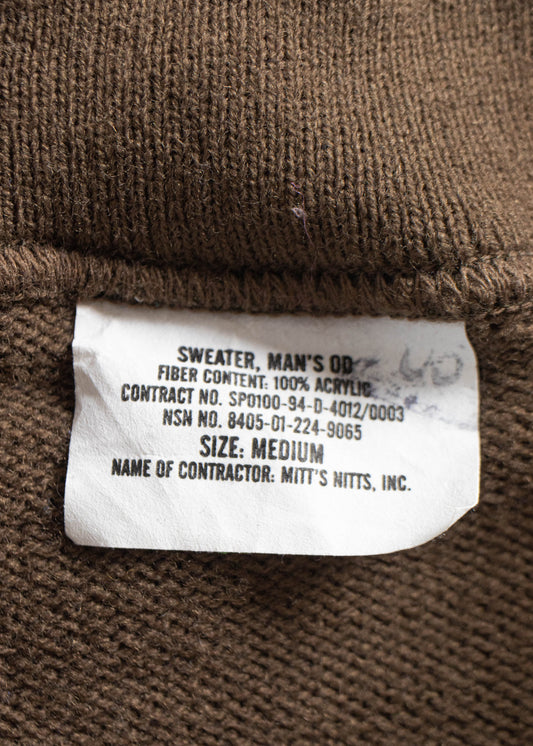 SWEATER, MAN'S OD
FIBER CONTENT: 100% ACRYLIC
CONTRACT NO. SP0100-94-D-4012/0003
NSN NO. 8405-01-224-9065
SIZE: MEDIUM
NAME OF CONTRACTOR: MITT'S NITTS, INC.